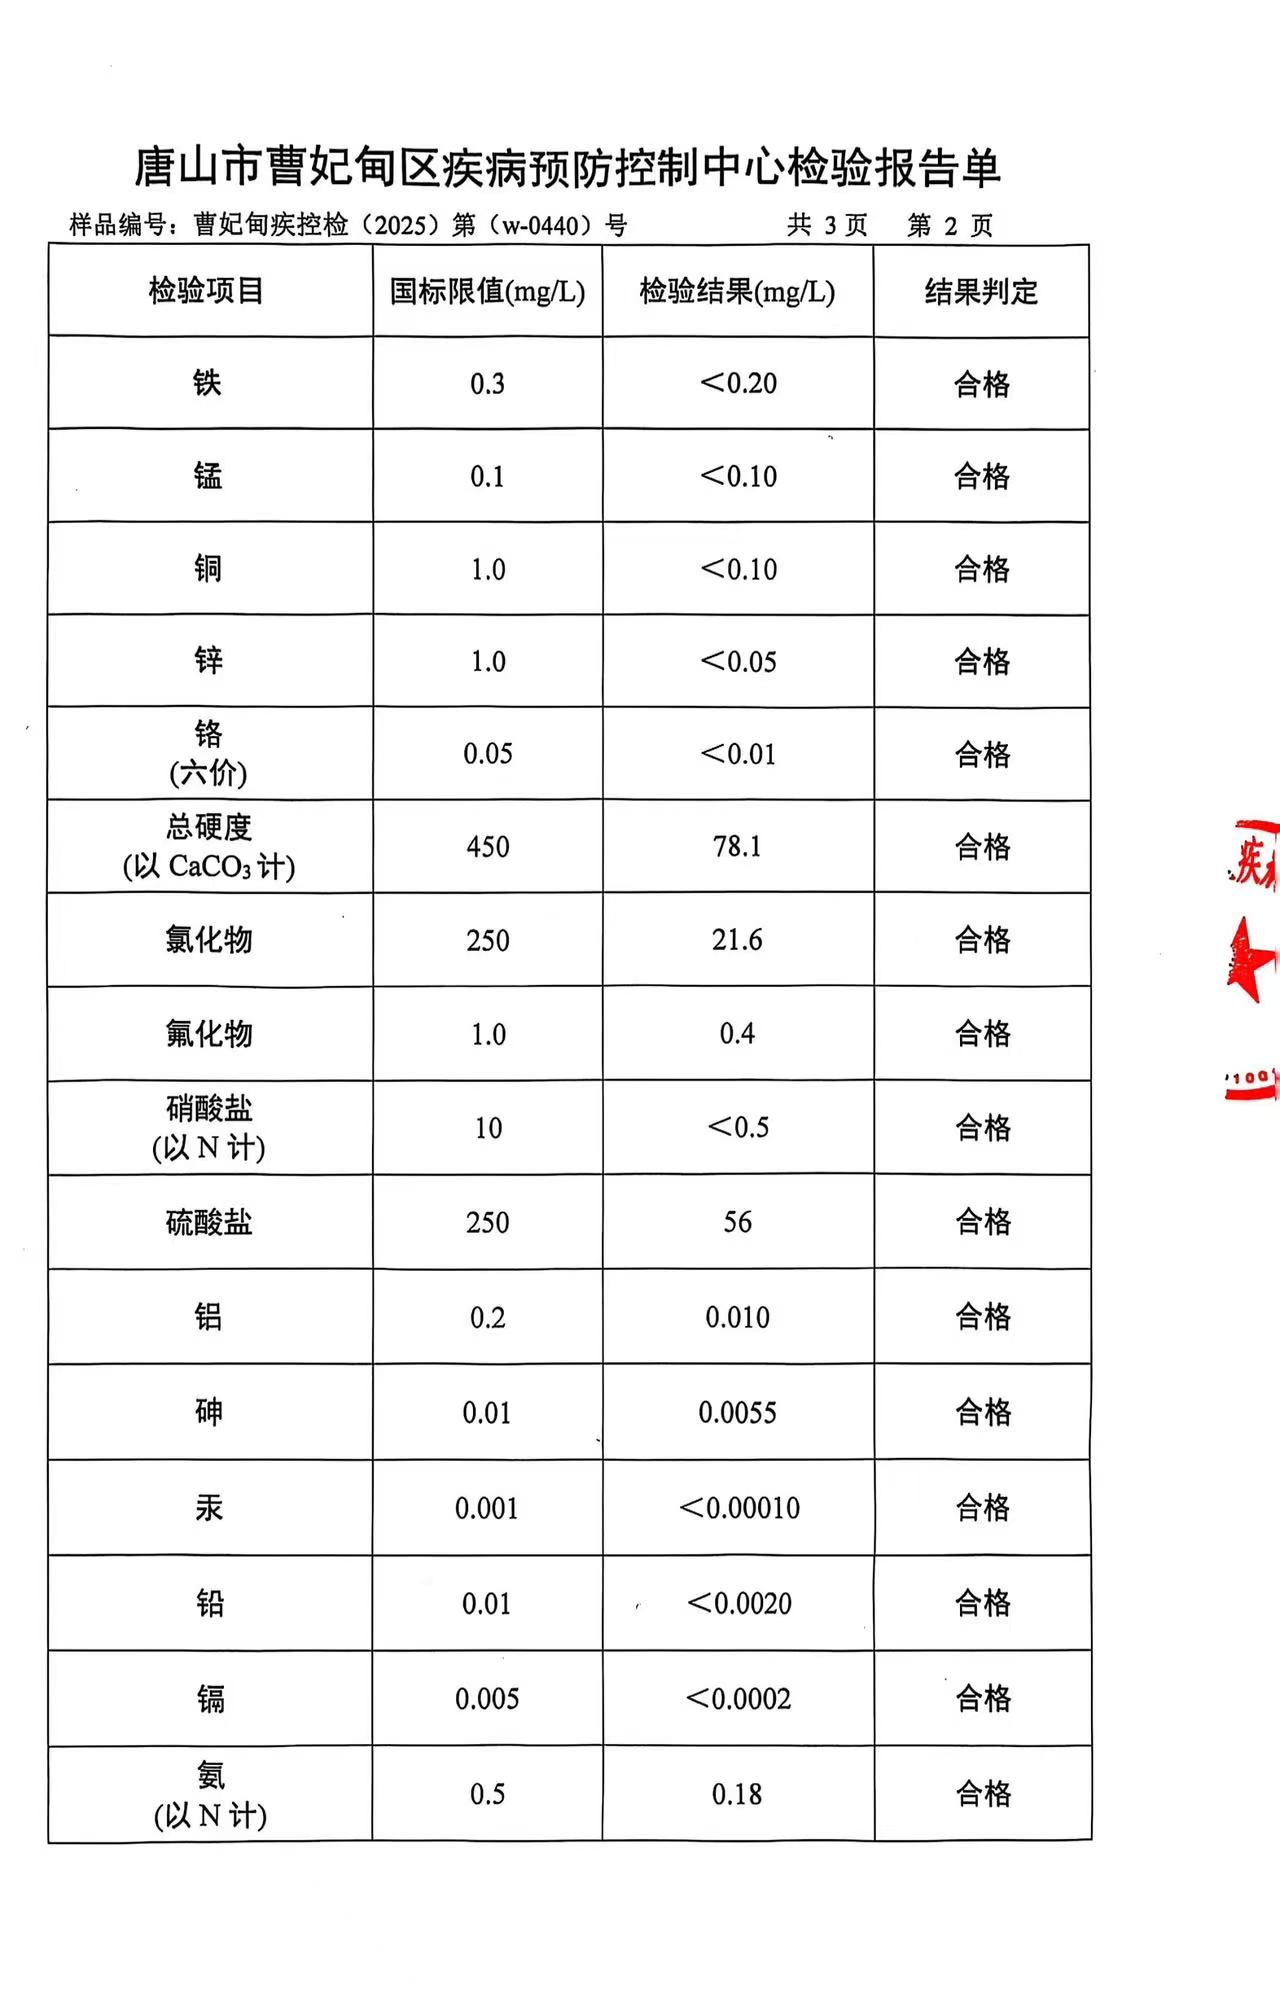 唐山市曹妃甸区疾病预防控制中心检验报告单
样品编号：曹妃甸疾控检（2025）第（w-0440）号 共 3 页 第 2 页
检验项目 国标限值(mg/L) 检验结果(mg/L) 结果判定
铁 0.3 <0.20 合格
锰 0.1 <0.10 合格
铜 1.0 <0.10 合格
锌 1.0 <0.05 合格
铬
(六价) 0.05 <0.01 合格
总硬度
(以 CaCO₃ 计) 450 78.1 合格
氯化物 250 21.6 合格
氟化物 1.0 0.4 合格
硝酸盐
(以 N 计) 10 <0.5 合格
硫酸盐 250 56 合格
铝 0.2 0.010 合格
砷 0.01 0.0055 合格
汞 0.001 <0.00010 合格
铅 0.01 <0.0020 合格
镉 0.005 <0.0002 合格
氨
(以 N 计) 0.5 0.18 合格
疾
100